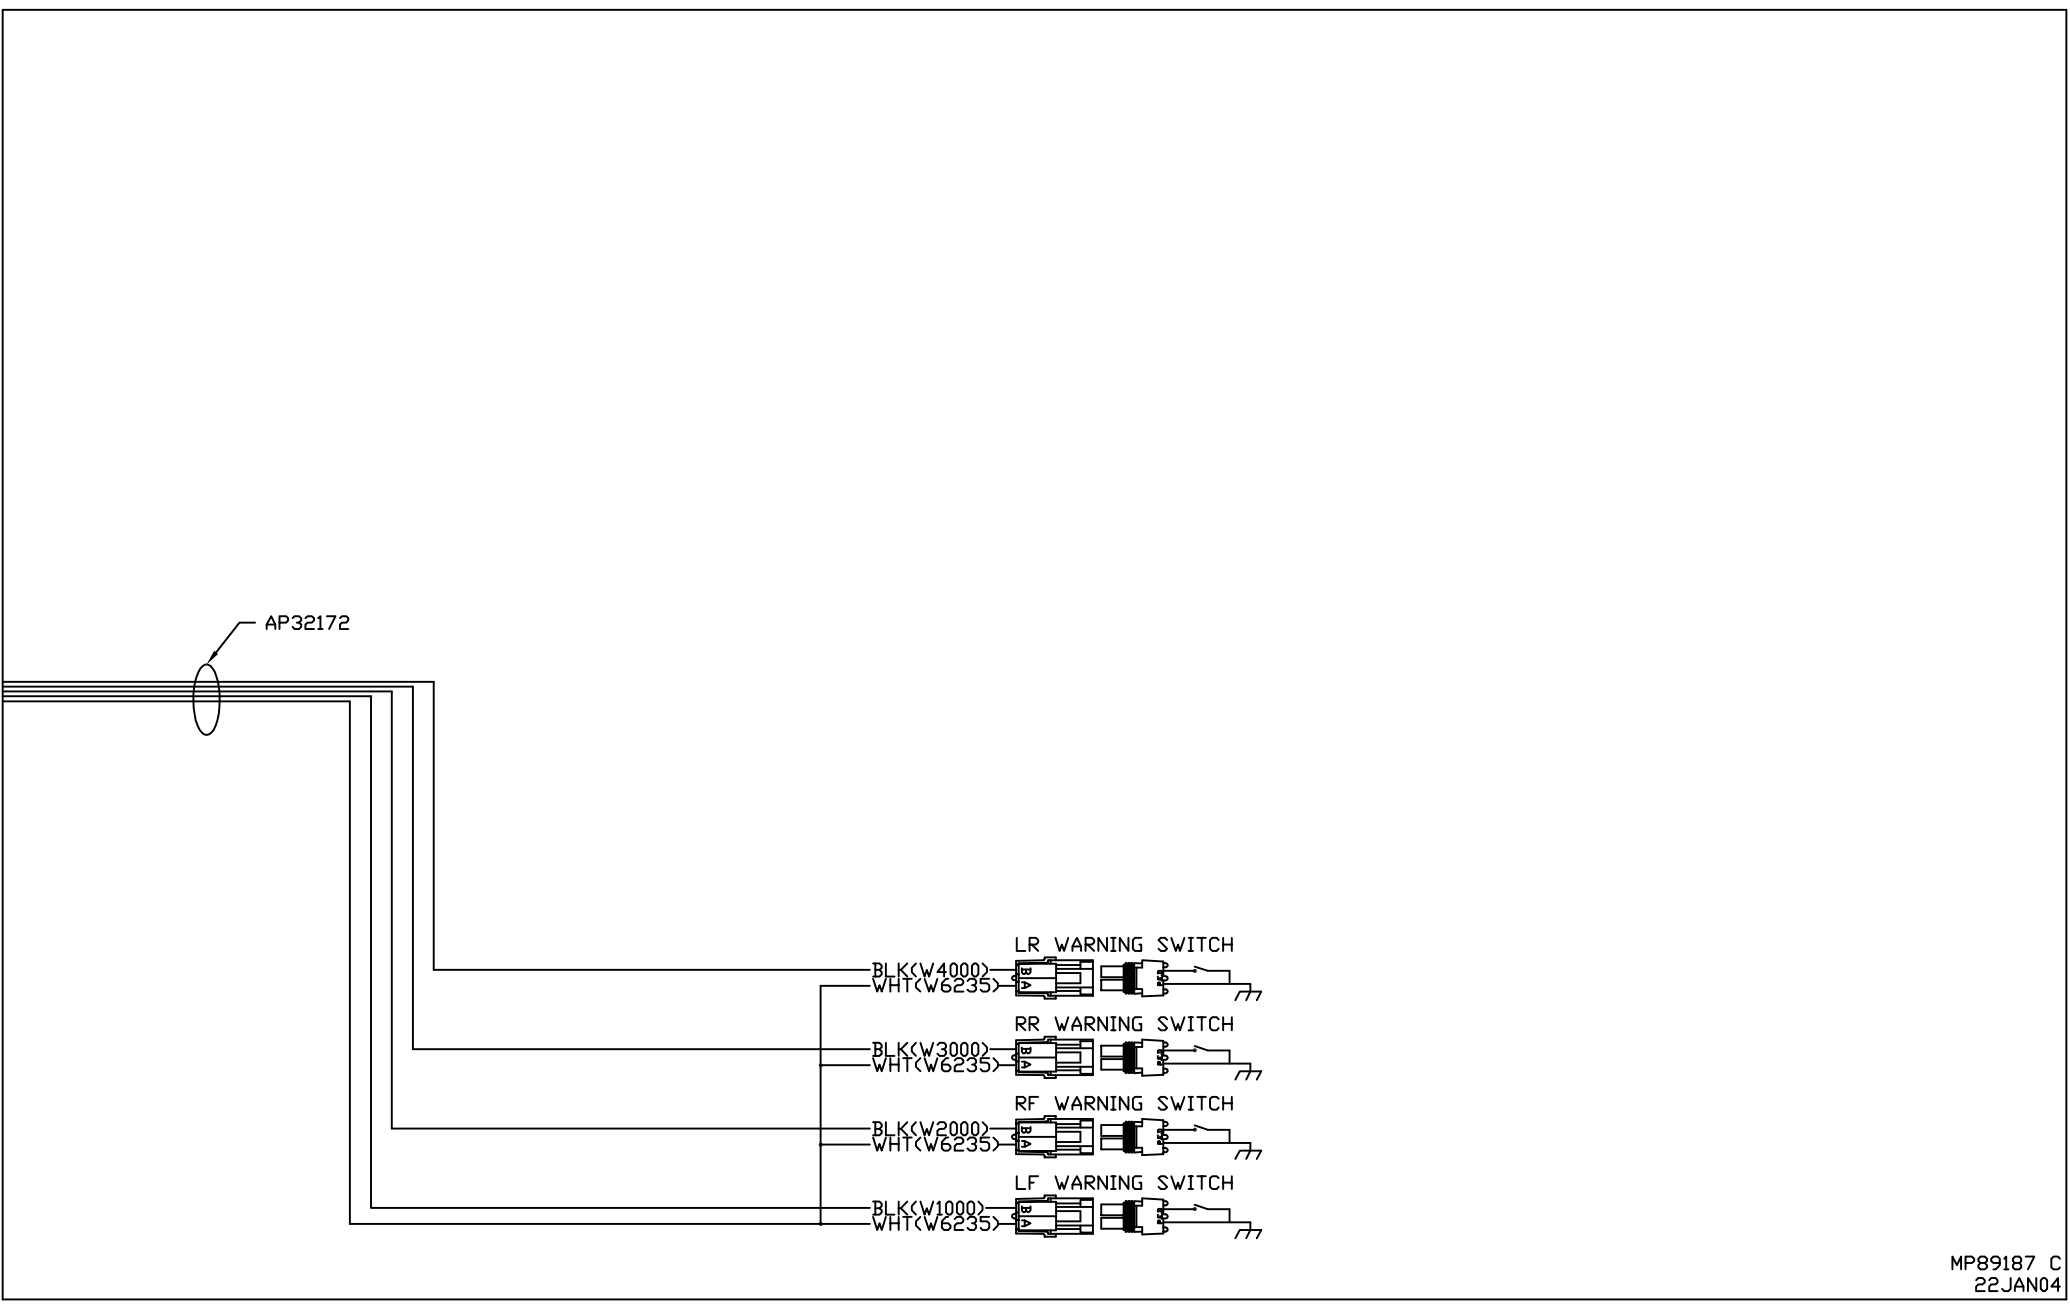 AP32172
LR WARNING SWITCH
BLK(W4000)
WHT(W6235)
B
A
RR WARNING SWITCH
BLK(W3000)
WHT(W6235)
B
A
RF WARNING SWITCH
BLK(W2000)
WHT(W6235)
B
A
LF WARNING SWITCH
BLK(W1000)
WHT(W6235)
B
A
MP89187 C
22JAN04